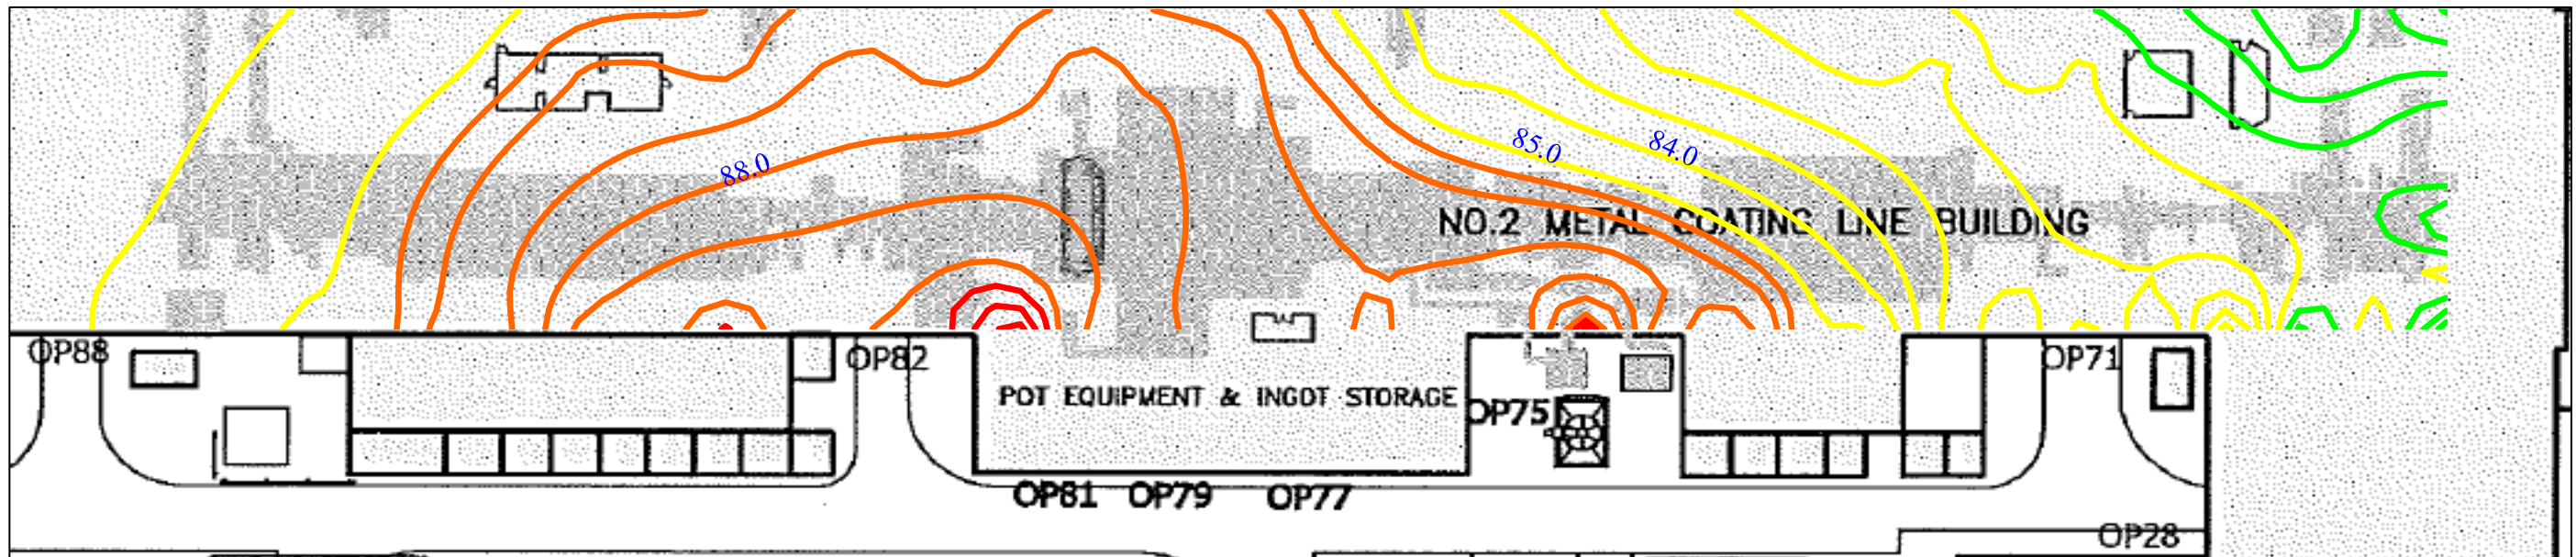 88.0
85.0
84.0
NO.2 METAL COATING LINE BUILDING
OP88
OP82
OP71
POT EQUIPMENT & INGOT STORAGE
OP75
OP81 OP79 OP77
OP28